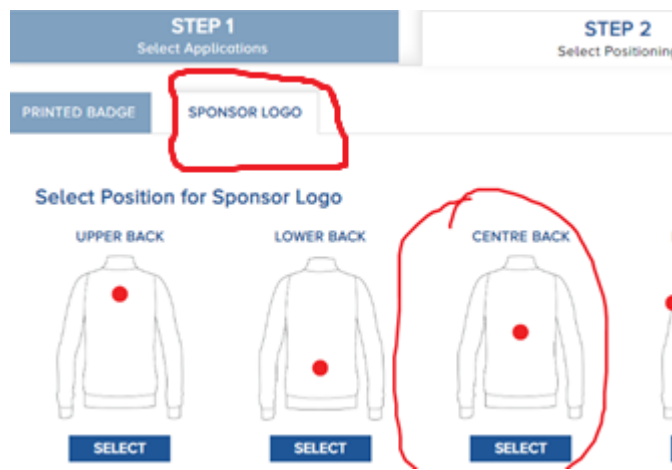 STEP 1
Select Applications
STEP 2
Select Positioning
PRINTED BADGE
SPONSOR LOGO
Select Position for Sponsor Logo
UPPER BACK
LOWER BACK
CENTRE BACK
SELECT
SELECT
SELECT